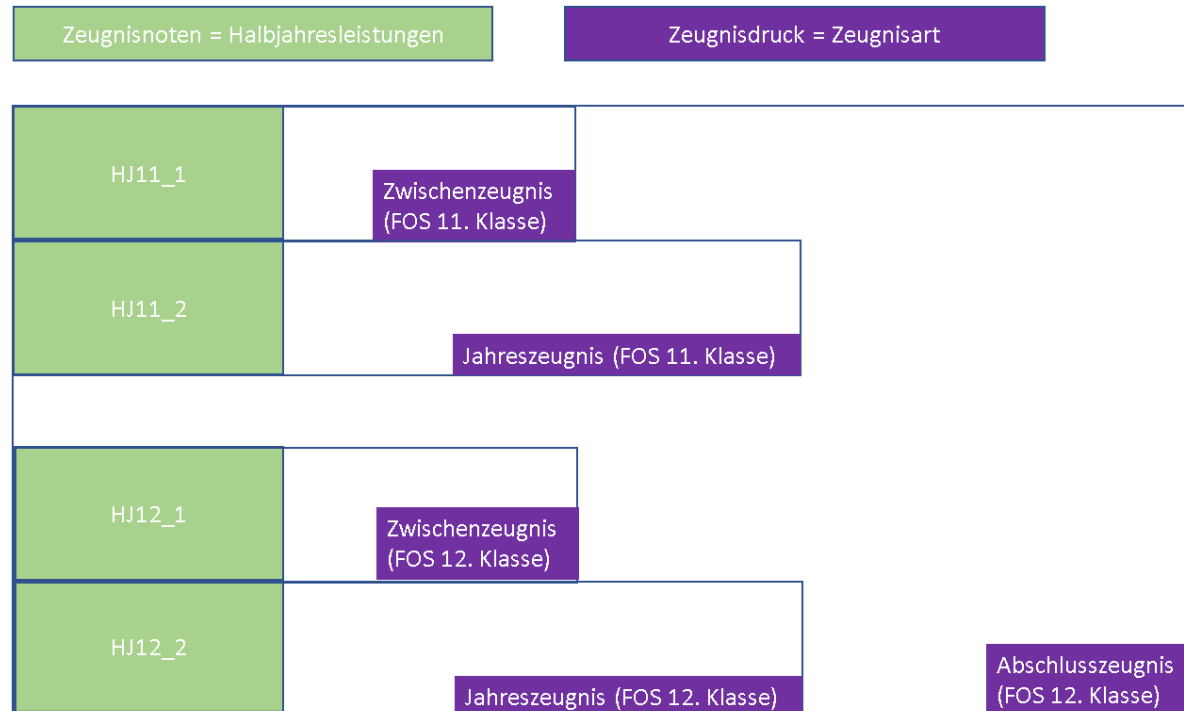 Zeugnisnoten = Halbjahresleistungen
Zeugnisdruck = Zeugnisart
HJ11_1
Zwischenzeugnis
(FOS 11. Klasse)
HJ11_2
Jahreszeugnis (FOS 11. Klasse)
HJ12_1
Zwischenzeugnis
(FOS 12. Klasse)
HJ12_2
Jahreszeugnis (FOS 12. Klasse)
Abschlusszeugnis
(FOS 12. Klasse)